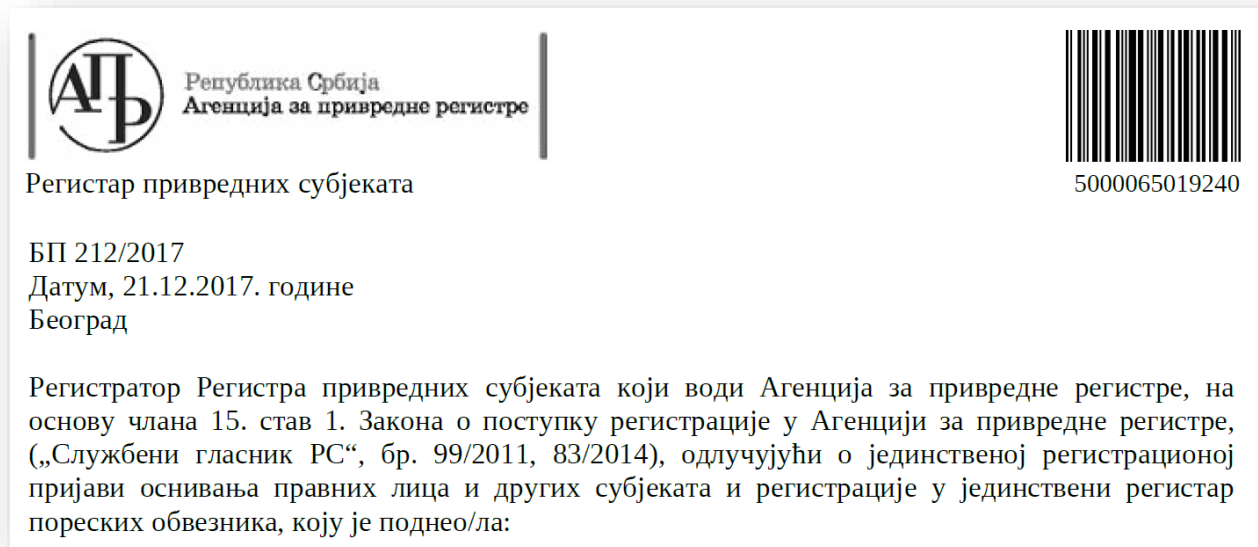 АПР
Република Србија
Агенција за привредне регистре
Регистар привредних субјеката
5000065019240
БП 212/2017
Датум, 21.12.2017. године
Београд
Регистратор Регистра привредних субјеката који води Агенција за привредне регистре, на
основу члана 15. став 1. Закона о поступку регистрације у Агенцији за привредне регистре,
(„Службени гласник РС“, бр. 99/2011, 83/2014), одлучујући о јединственој регистрационој
пријави оснивања правних лица и других субјеката и регистрације у јединствени регистар
пореских обвезника, коју је поднео/ла: